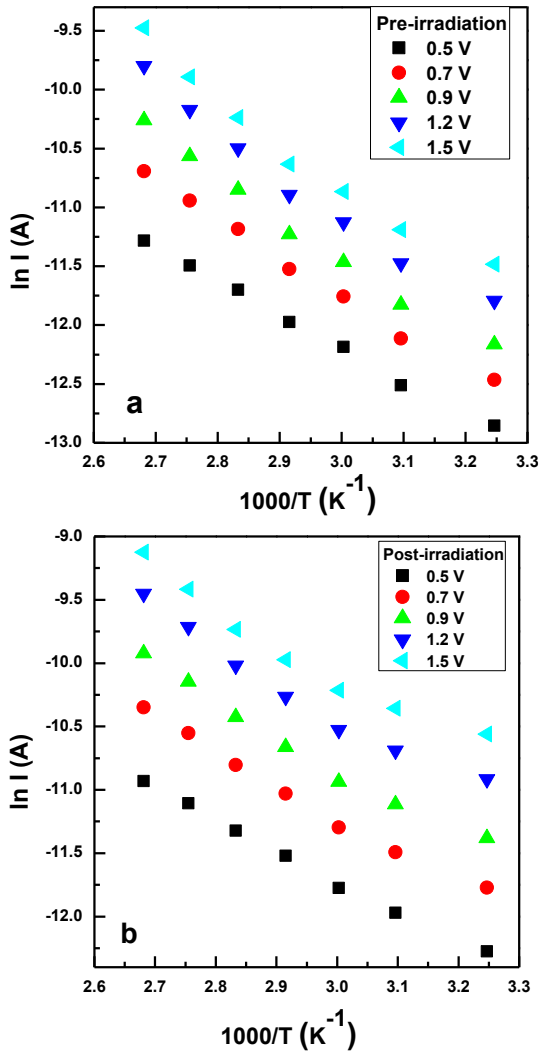 Pre-irradiation
0.5 V
0.7 V
0.9 V
1.2 V
1.5 V
-9.5
-10.0
-10.5
-11.0
-11.5
-12.0
-12.5
-13.0
ln I (A)
a
2.6 2.7 2.8 2.9 3.0 3.1 3.2 3.3
1000/T (K⁻¹)
Post-irradiation
0.5 V
0.7 V
0.9 V
1.2 V
1.5 V
-9.0
-9.5
-10.0
-10.5
-11.0
-11.5
-12.0
ln I (A)
b
2.6 2.7 2.8 2.9 3.0 3.1 3.2 3.3
1000/T (K⁻¹)